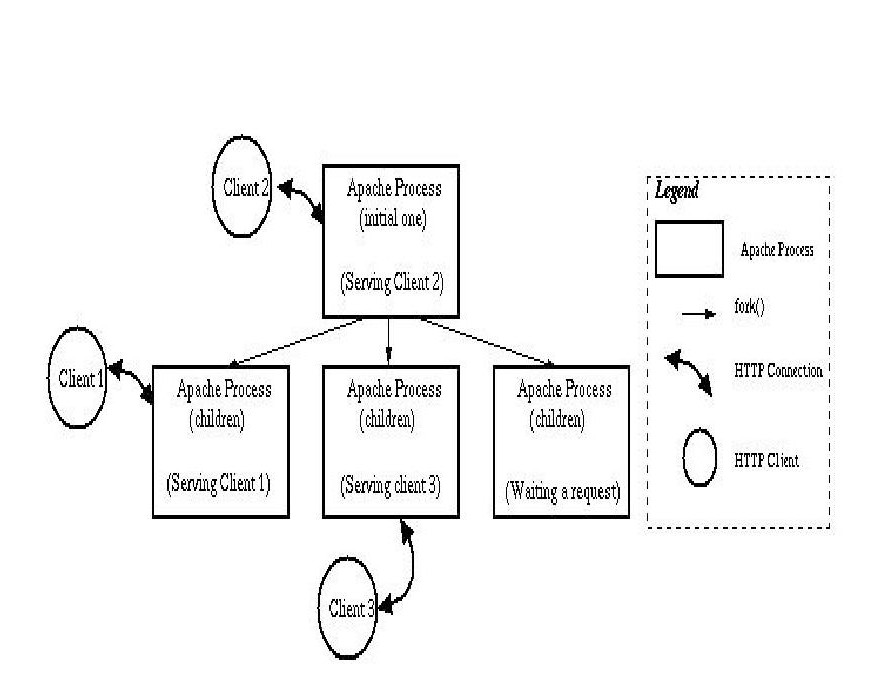 Client 2
Apache Process
(initial one)
(Serving Client 2)
Client 1
Apache Process
(children)
(Serving Client 1)
Apache Process
(children)
(Serving client 3)
Apache Process
(children)
(Waiting a request)
Client 3
Legend
Apache Process
fork()
HTTP Connection
HTTP Client